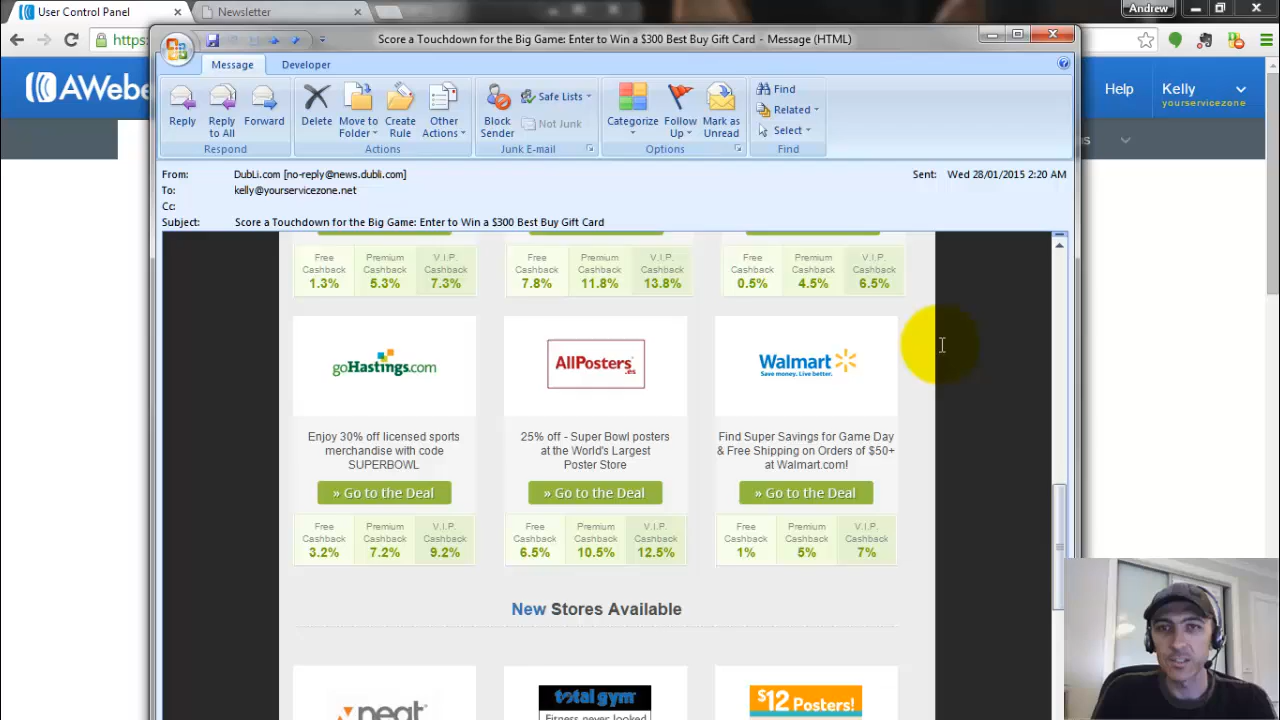 User Control Panel
Newsletter
Andrew
https:
AWebe
Help
Kelly
yourservicezone
Score a Touchdown for the Big Game: Enter to Win a $300 Best Buy Gift Card - Message (HTML)
Message
Developer
Reply
Reply to All
Forward
Respond
Delete
Move to Folder
Create Rule
Other Actions
Actions
Block Sender
Safe Lists
Not Junk
Junk E-mail
Categorize
Follow Up
Mark as Unread
Options
Find
Related
Select
Find
From: DubLi.com [no-reply@news.dubli.com]
Sent: Wed 28/01/2015 2:20 AM
To: kelly@yourservicezone.net
Cc:
Subject: Score a Touchdown for the Big Game: Enter to Win a $300 Best Buy Gift Card
Free Cashback 1.3%
Premium Cashback 5.3%
V.I.P. Cashback 7.3%
Free Cashback 7.8%
Premium Cashback 11.8%
V.I.P. Cashback 13.8%
Free Cashback 0.5%
Premium Cashback 4.5%
V.I.P. Cashback 6.5%
goHastings.com
Enjoy 30% off licensed sports
merchandise with code
SUPERBOWL
» Go to the Deal
Free Cashback 3.2%
Premium Cashback 7.2%
V.I.P. Cashback 9.2%
AllPosters.es
25% off - Super Bowl posters
at the World's Largest
Poster Store
» Go to the Deal
Free Cashback 6.5%
Premium Cashback 10.5%
V.I.P. Cashback 12.5%
Walmart
Save money. Live better.
Find Super Savings for Game Day
& Free Shipping on Orders of $50+
at Walmart.com!
» Go to the Deal
Free Cashback 1%
Premium Cashback 5%
V.I.P. Cashback 7%
New Stores Available
neat
total gym
Fitness never looked
$12 Posters!